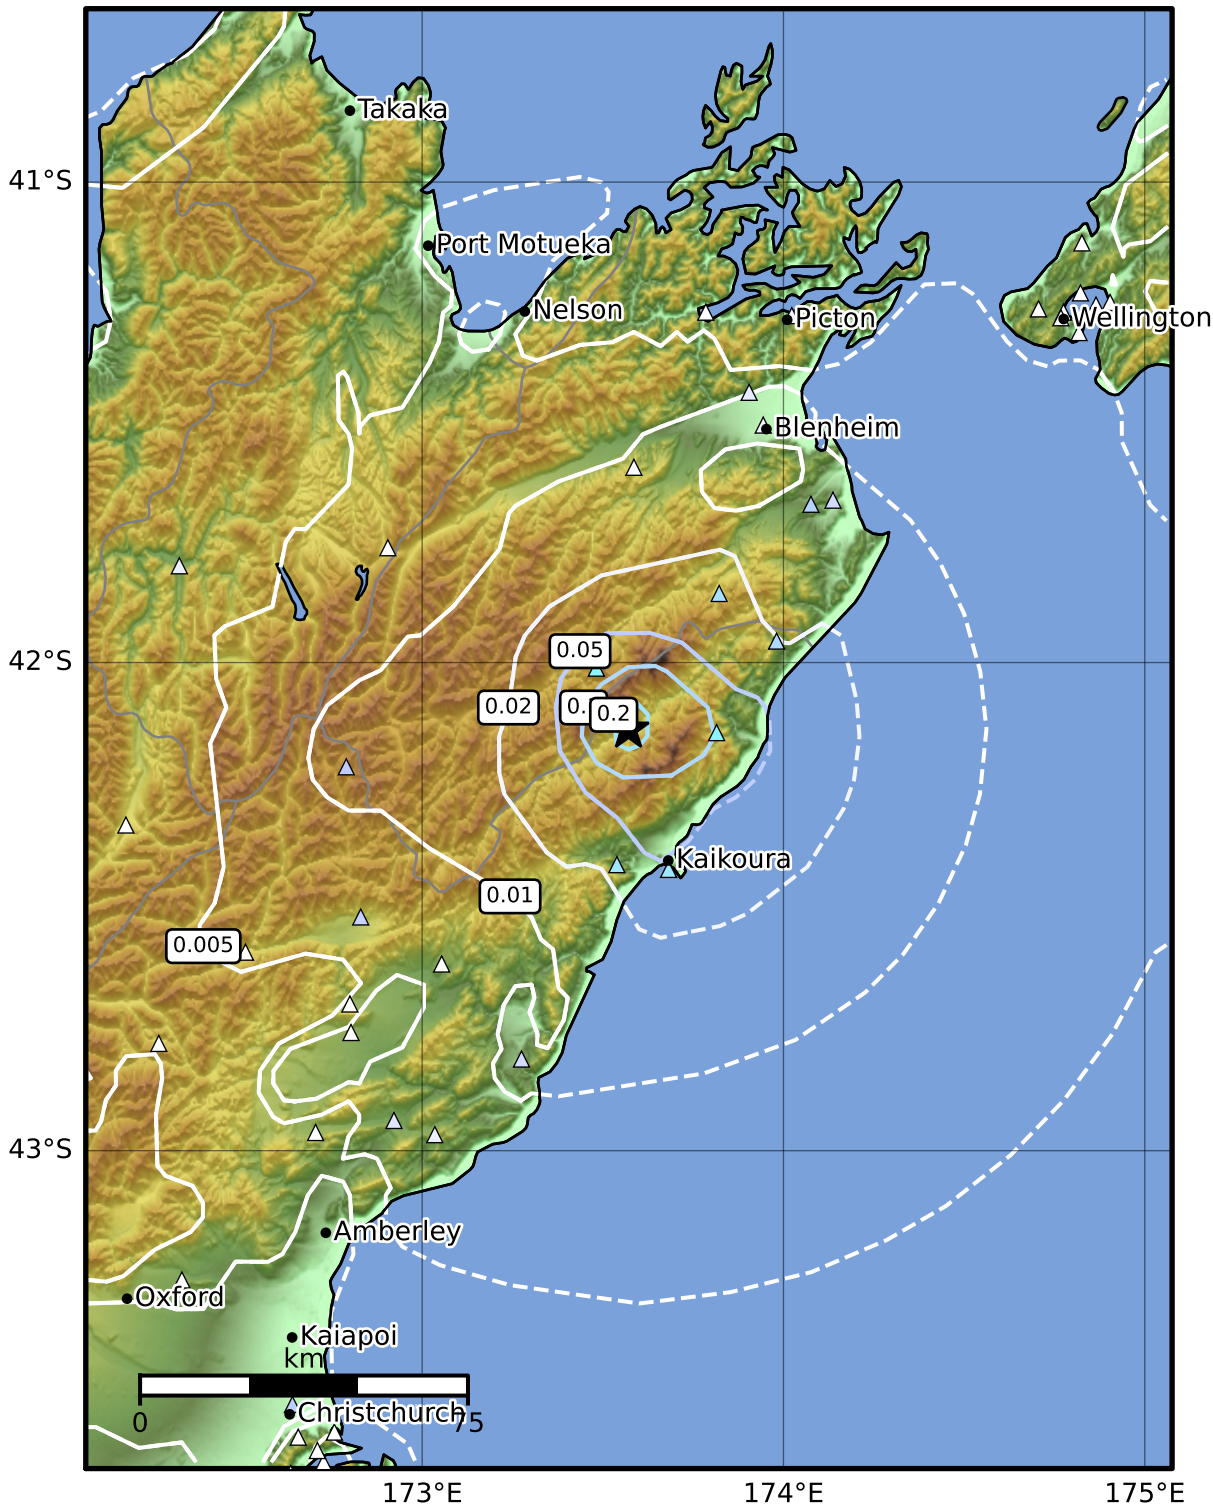 Takaka
41°S
Port Motueka
Nelson
Picton
Wellington
Blenheim
0.05
42°S
0.02
0.
0.2
Kaikoura
0.01
0.005
43°S
Amberley
Oxford
Kaiapoi
km
0
75
Christchurch
173°E
174°E
175°E